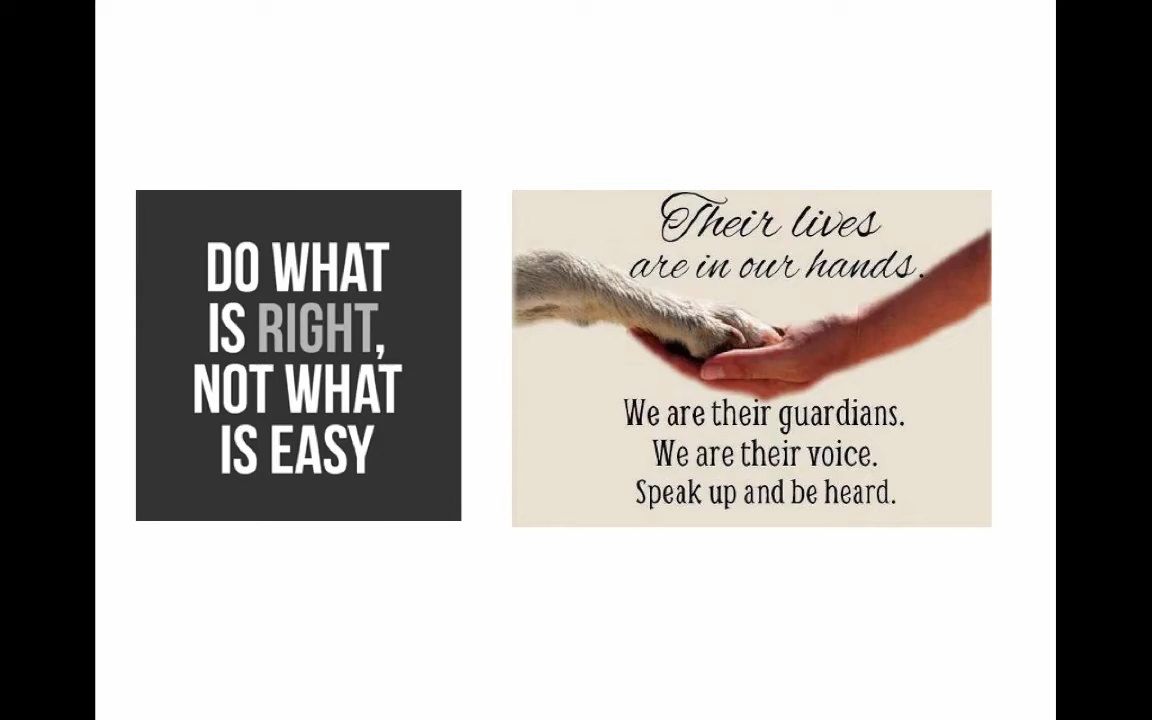 DO WHAT
IS RIGHT,
NOT WHAT
IS EASY
Their lives
are in our hands.
We are their guardians.
We are their voice.
Speak up and be heard.